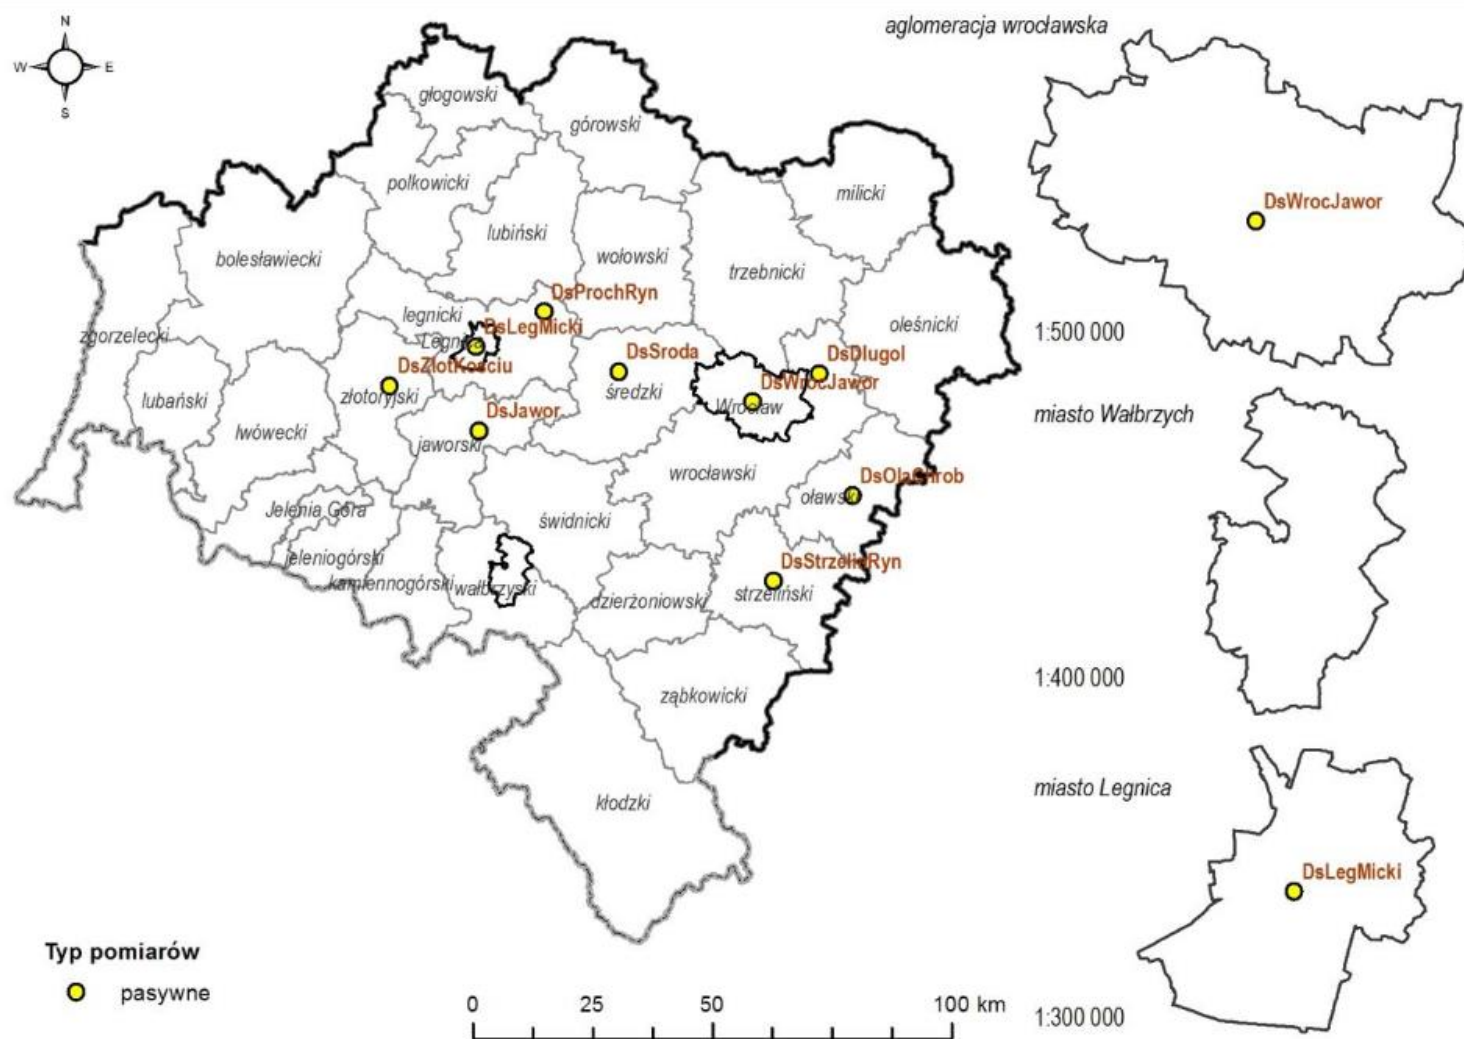 N
W E
S
aglomeracja wrocławska
głogowski
górowski
polkowicki
milicki
DsWrocJawor
lubiński
bolesławiecki
wołowski
trzebnicki
DsProchRyn
legnicki
oleśnicki
DsLegMicki
1:500 000
zgorzelecki
Legnica
DsSroda
DsDlugol
DsZlotKosciu
DsWrocJawor
złotoryjski
średzki
Wrocław
lubański
DsJawor
miasto Wałbrzych
lwówecki
jaworski
wrocławski
DsOlaChrob
oławski
Jelenia Góra
świdnicki
jeleniogórski
DsStrzelinRyn
kamiennogórski
wałbrzyski
dzierżoniowski
strzeliński
ząbkowicki
1:400 000
miasto Legnica
kłodzki
DsLegMicki
Typ pomiarów
pasywne
0 25 50 100 km
1:300 000